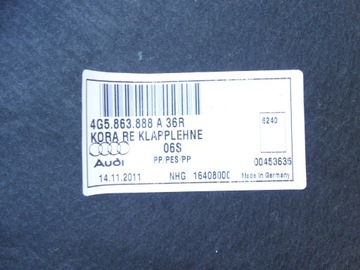 4G5.863.888 A 36R
KORA RE KLAPPLEHNE
06S
Audi
PP/PES/PP
14.11.2011
NHG 16408000
6240
00453635
Made in Germany